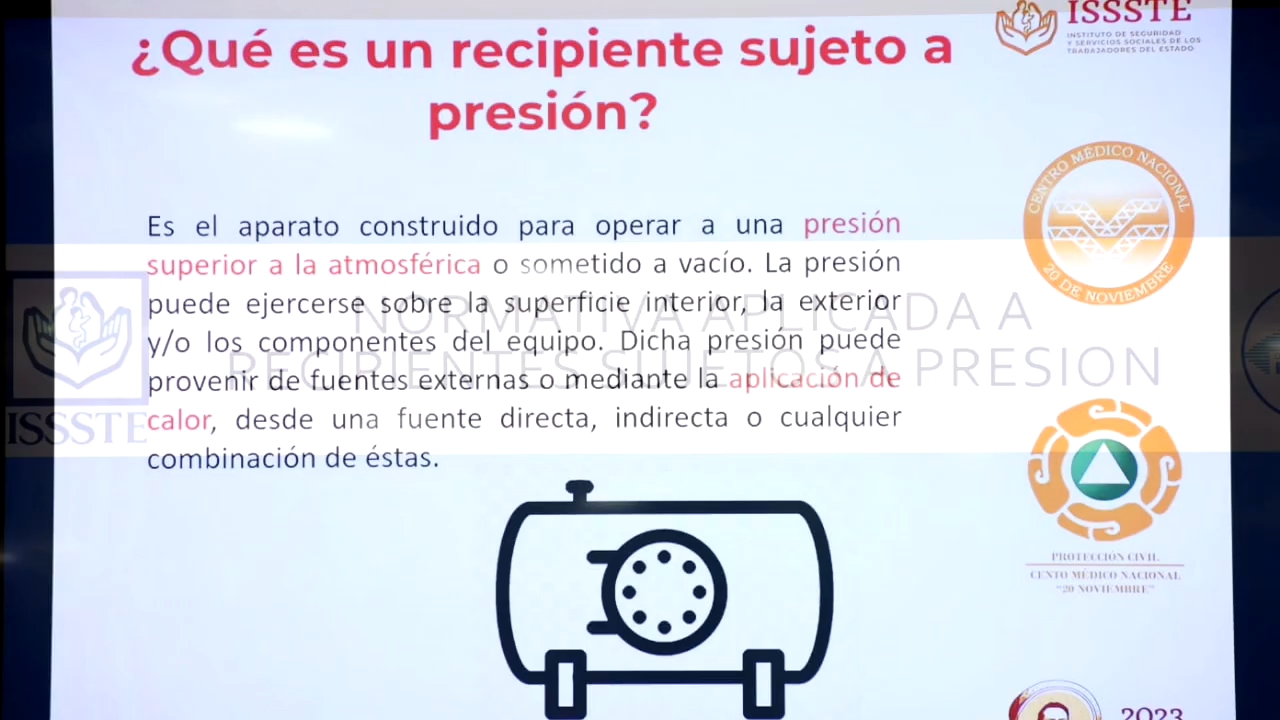 ¿Qué es un recipiente sujeto a
presión?
ISSSTE
INSTITUTO DE SEGURIDAD
Y SERVICIOS SOCIALES DE LOS
TRABAJADORES DEL ESTADO
CENTRO MÉDICO NACIONAL
20 DE NOVIEMBRE
Es el aparato construido para operar a una presión
superior a la atmosférica o sometido a vacío. La presión
puede ejercerse sobre la superficie interior, la exterior
y/o los componentes del equipo. Dicha presión puede
provenir de fuentes externas o mediante la aplicación de
calor, desde una fuente directa, indirecta o cualquier
combinación de éstas.
NORMATIVA APLICADA A
RECIPIENTES SUJETOS A PRESION
ISSSTE
PROTECCIÓN CIVIL
CENTO MÉDICO NACIONAL
"20 NOVIEMBRE"
2023